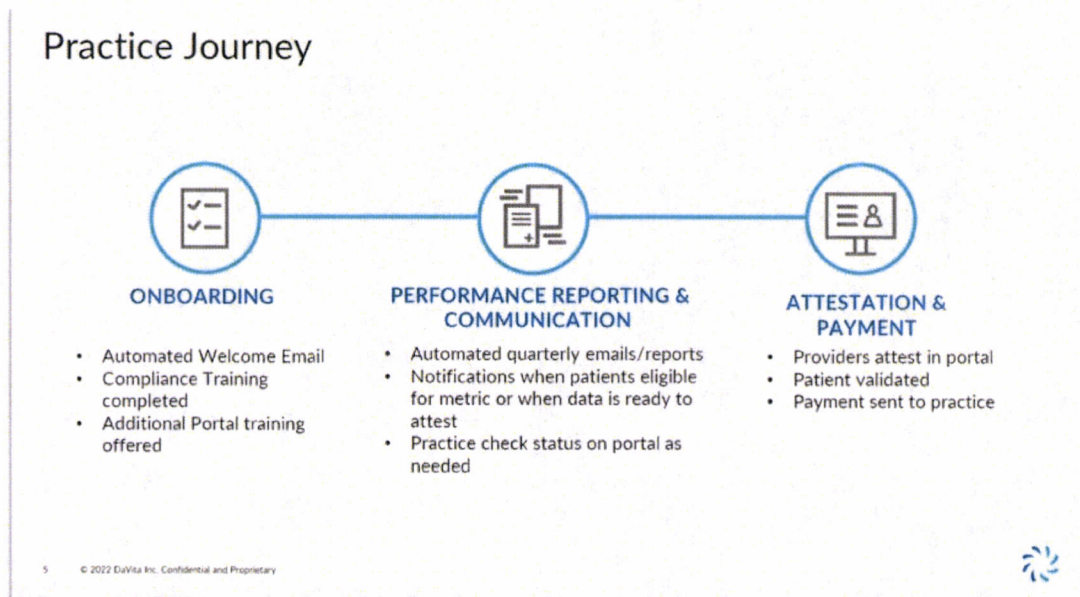 Practice Journey
ONBOARDING
• Automated Welcome Email
• Compliance Training
completed
• Additional Portal training
offered
PERFORMANCE REPORTING &
COMMUNICATION
• Automated quarterly emails/reports
• Notifications when patients eligible
for metric or when data is ready to
attest
• Practice check status on portal as
needed
ATTESTATION &
PAYMENT
• Providers attest in portal
• Patient validated
• Payment sent to practice
5 © 2022 DaVita Inc. Confidential and Proprietary